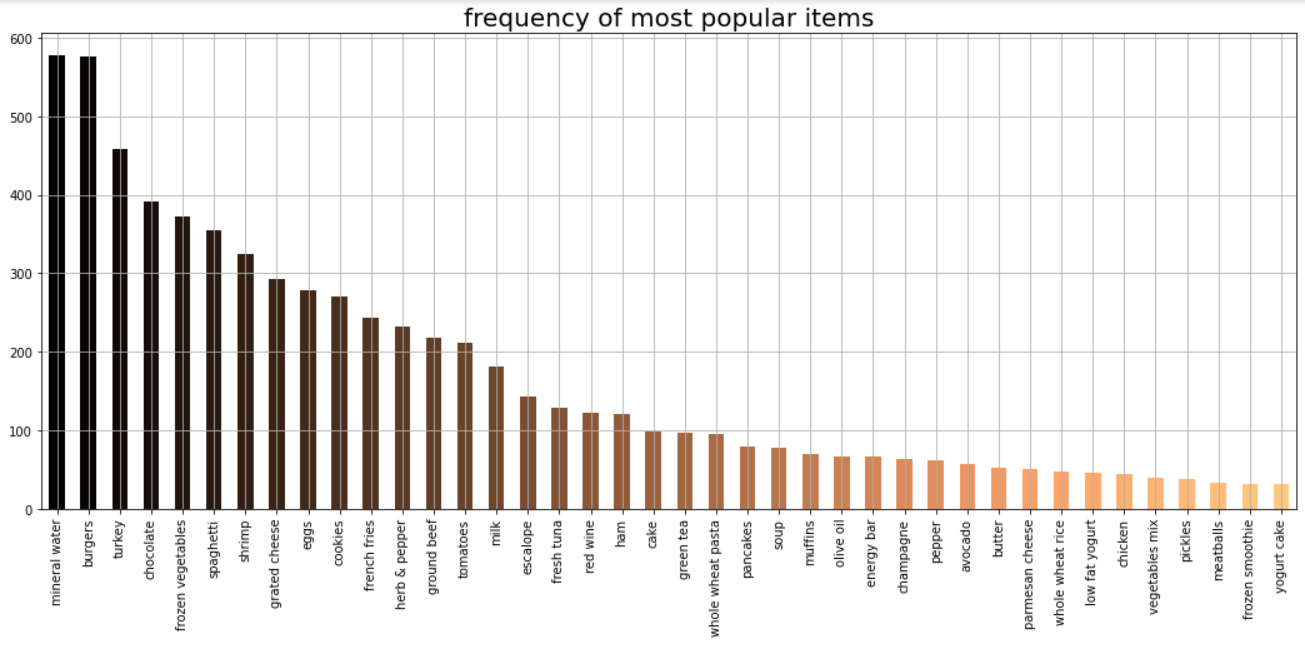 frequency of most popular items
600
500
400
300
200
100
0
mineral water
burgers
turkey
chocolate
frozen vegetables
spaghetti
shrimp
grated cheese
eggs
cookies
french fries
herb & pepper
ground beef
tomatoes
milk
escalope
fresh tuna
red wine
ham
cake
green tea
whole wheat pasta
pancakes
soup
muffins
olive oil
energy bar
champagne
pepper
avocado
butter
parmesan cheese
whole wheat rice
low fat yogurt
chicken
vegetables mix
pickles
meatballs
frozen smoothie
yogurt cake